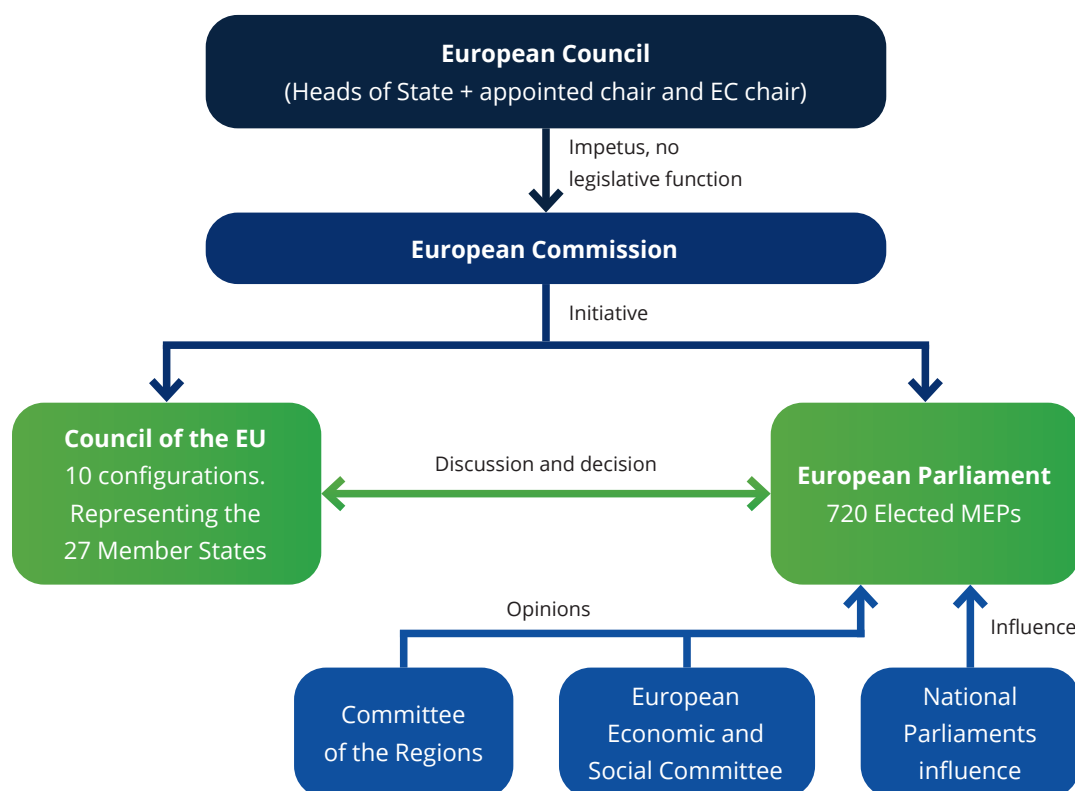 European Council
(Heads of State + appointed chair and EC chair)
Impetus, no
legislative function
European Commission
Initiative
Council of the EU
10 configurations.
Representing the
27 Member States
Discussion and decision
European Parliament
720 Elected MEPs
Opinions
Influence
Committee
of the Regions
European
Economic and
Social Committee
National
Parliaments
influence